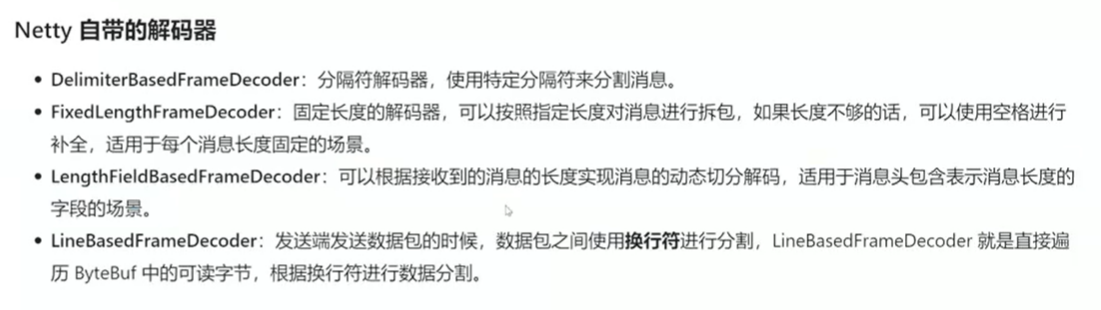 Netty 自带的解码器
• DelimiterBasedFrameDecoder：分隔符解码器，使用特定分隔符来分割消息。
• FixedLengthFrameDecoder：固定长度的解码器，可以按照指定长度对消息进行拆包，如果长度不够的话，可以使用空格进行
补全，适用于每个消息长度固定的场景。
• LengthFieldBasedFrameDecoder：可以根据接收到的消息的长度实现消息的动态切分解码，适用于消息头包含表示消息长度的
字段的场景。
• LineBasedFrameDecoder：发送端发送数据包的时候，数据包之间使用换行符进行分割，LineBasedFrameDecoder 就是直接遍
历 ByteBuf 中的可读字节，根据换行符进行数据分割。